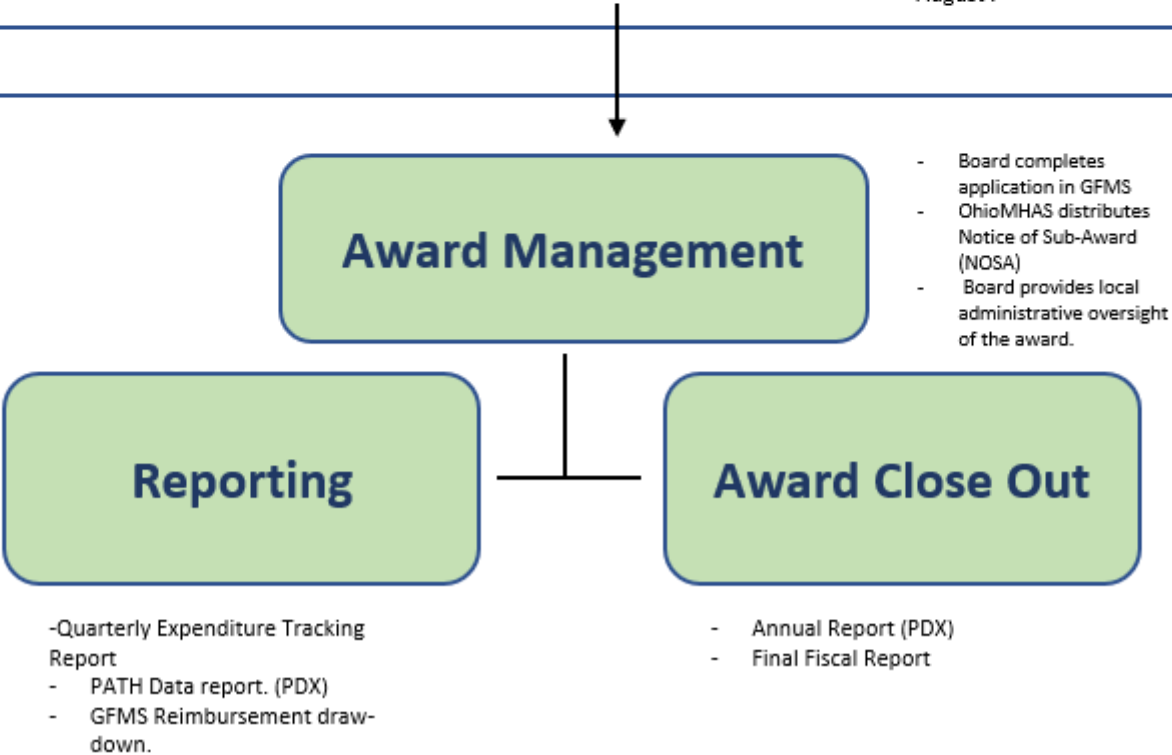 Award Management
- Board completes
application in GFMS
- OhioMHAS distributes
Notice of Sub-Award
(NOSA)
- Board provides local
administrative oversight
of the award.
Reporting
Award Close Out
-Quarterly Expenditure Tracking
Report
- PATH Data report. (PDX)
- GFMS Reimbursement draw-
down.
- Annual Report (PDX)
- Final Fiscal Report